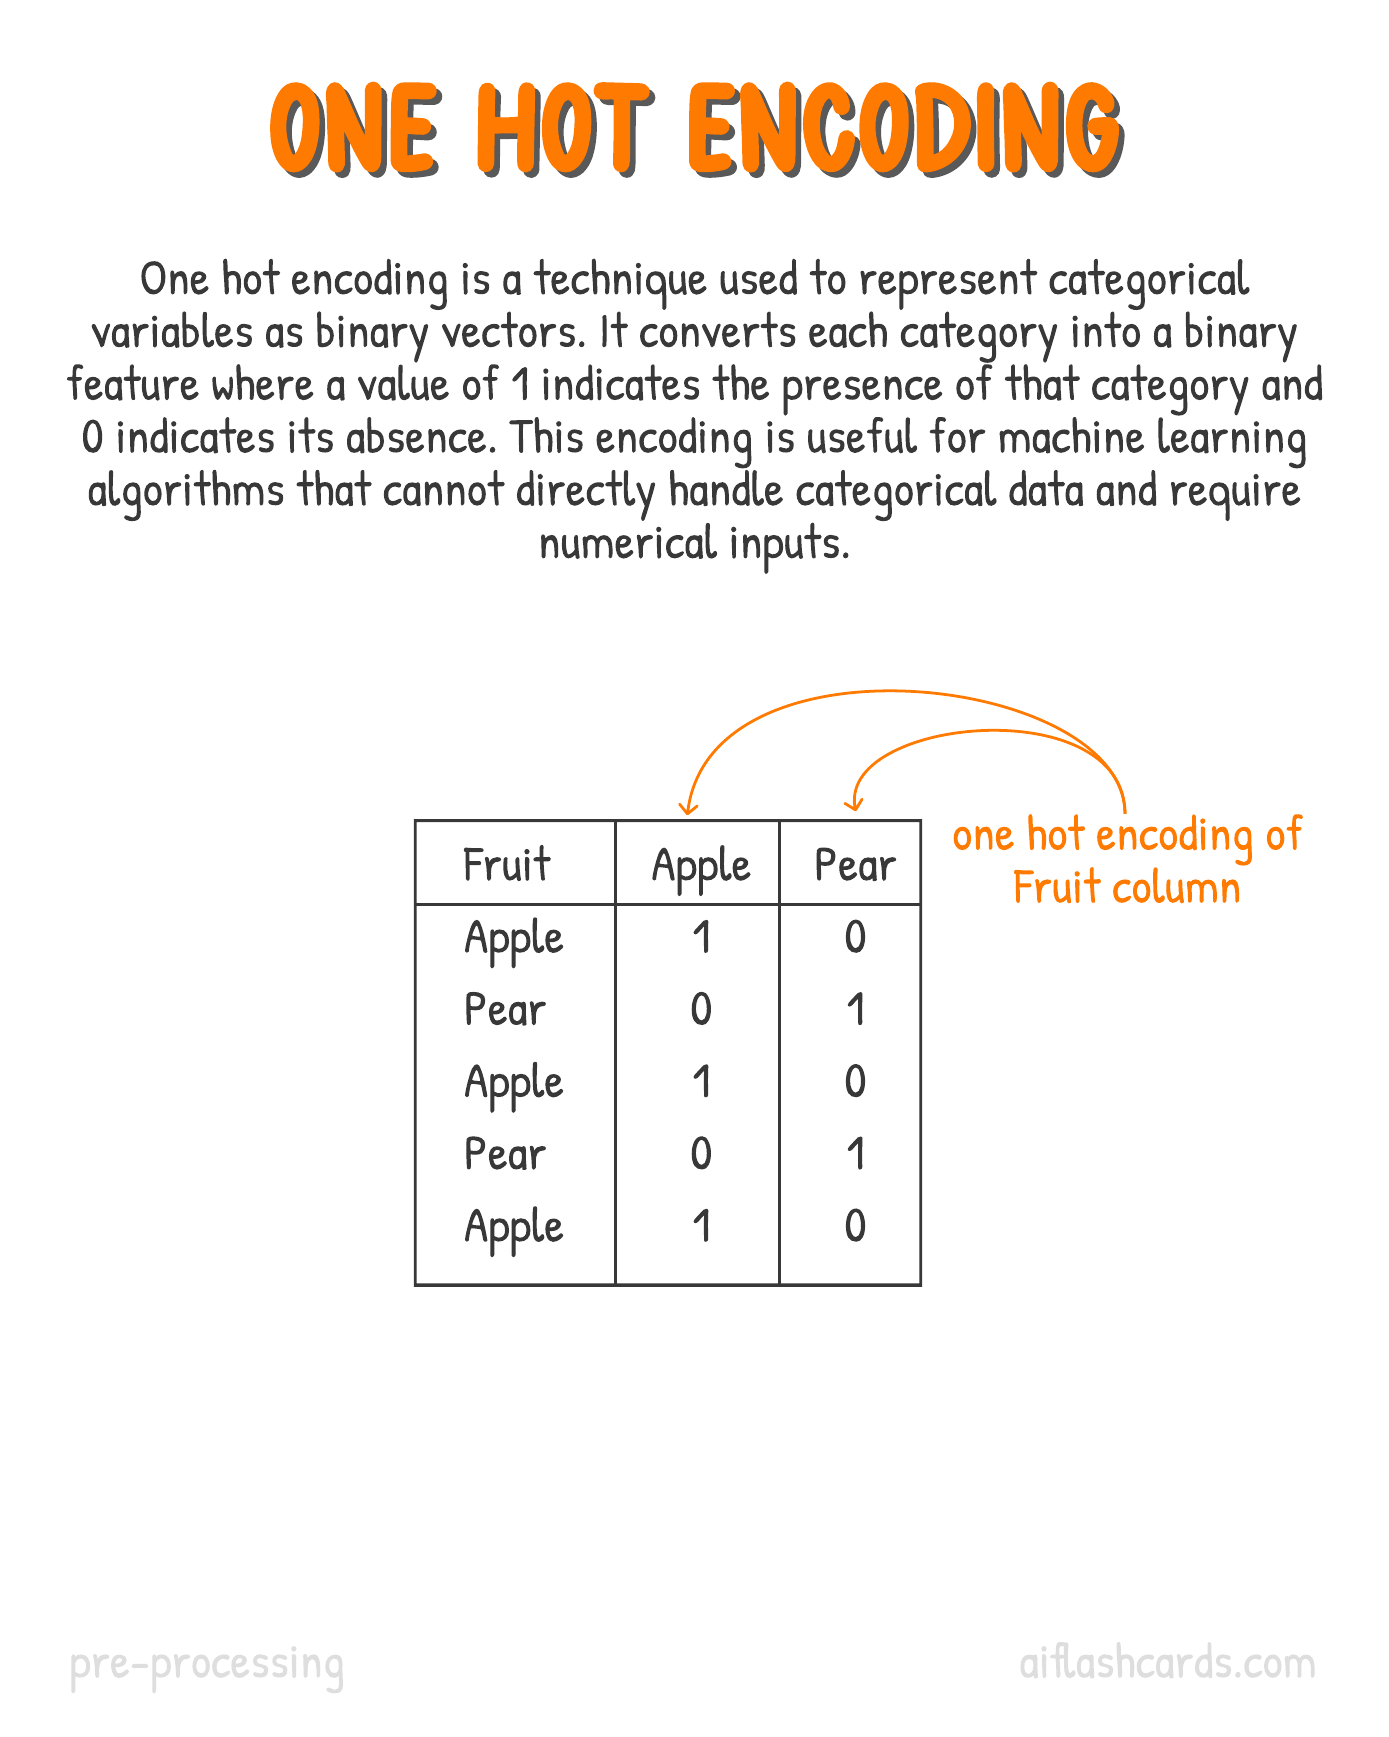 ONE HOT ENCODING
One hot encoding is a technique used to represent categorical
variables as binary vectors. It converts each category into a binary
feature where a value of 1 indicates the presence of that category and
0 indicates its absence. This encoding is useful for machine learning
algorithms that cannot directly handle categorical data and require
numerical inputs.
one hot encoding of
Fruit column
Fruit Apple Pear
Apple 1 0
Pear 0 1
Apple 1 0
Pear 0 1
Apple 1 0
pre-processing
aiflashcards.com